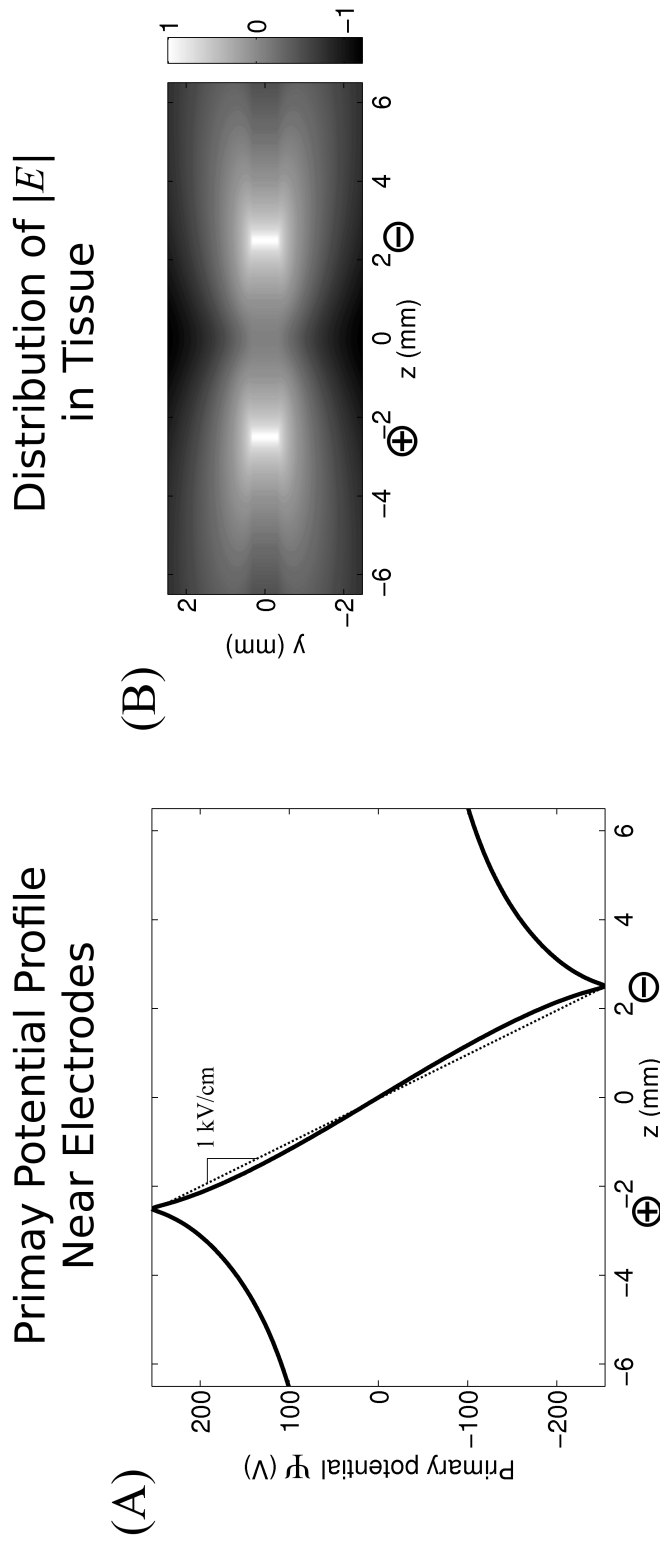 (A)
Primay Potential Profile
Near Electrodes
Primary potential Ψ (V)
200
100
0
−100
−200
1 kV/cm
−6 −4 −2 0 2 4 6
z (mm)
⊕ ⊖
(B)
Distribution of |E|
in Tissue
y (mm)
2
0
−2
−6 −4 −2 0 2 4 6
z (mm)
⊕ ⊖
1
0
−1